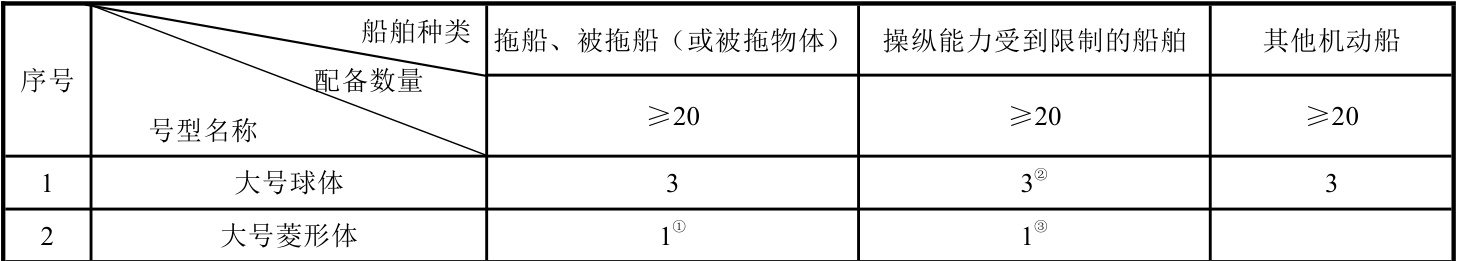 序号 船舶种类 配备数量 号型名称 拖船、被拖船（或被拖物体） 操纵能力受到限制的船舶 其他机动船
≥20 ≥20 ≥20
1 大号球体 3 3② 3
2 大号菱形体 1① 1③